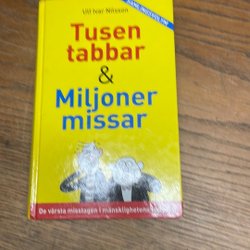 Ulf Ivar Nilsson
Tusen
tabbar
&
Miljoner
missar
De värsta misstagen i mänsklighetens